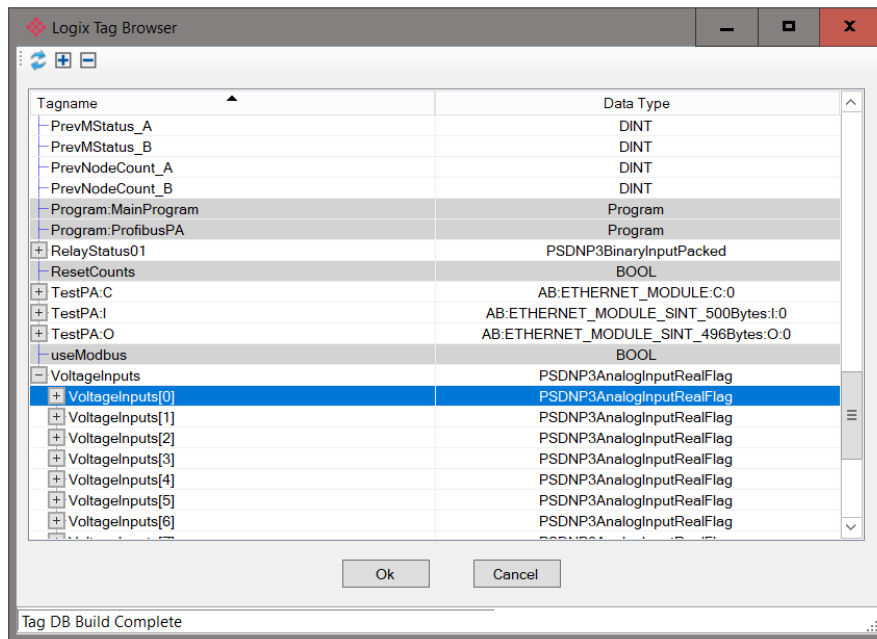 Logix Tag Browser
Tagname Data Type
PrevMStatus_A DINT
PrevMStatus_B DINT
PrevNodeCount_A DINT
PrevNodeCount_B DINT
Program:MainProgram Program
Program:ProfibusPA Program
RelayStatus01 PSDNP3BinaryInputPacked
ResetCounts BOOL
TestPA:C AB:ETHERNET_MODULE:C:0
TestPA:I AB:ETHERNET_MODULE_SINT_500Bytes:I:0
TestPA:O AB:ETHERNET_MODULE_SINT_496Bytes:O:0
useModbus BOOL
VoltageInputs PSDNP3AnalogInputRealFlag
VoltageInputs[0] PSDNP3AnalogInputRealFlag
VoltageInputs[1] PSDNP3AnalogInputRealFlag
VoltageInputs[2] PSDNP3AnalogInputRealFlag
VoltageInputs[3] PSDNP3AnalogInputRealFlag
VoltageInputs[4] PSDNP3AnalogInputRealFlag
VoltageInputs[5] PSDNP3AnalogInputRealFlag
VoltageInputs[6] PSDNP3AnalogInputRealFlag
Ok Cancel
Tag DB Build Complete